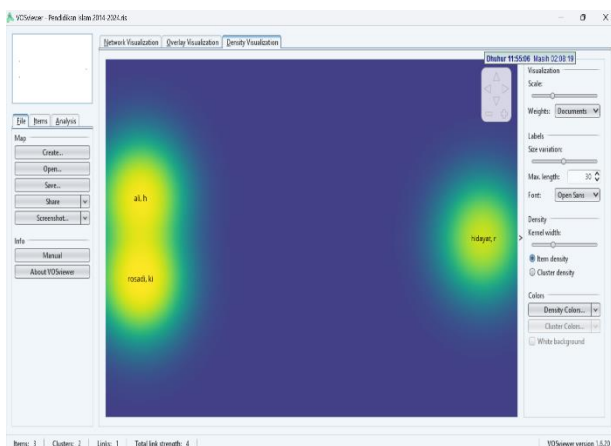 VOSviewer - Pendidikan islam 2014-2024.ris
Network Visualization Overlay Visualization Density Visualization
Dhuhur 11:55:06 Masih 02:08:19
File Items Analysis
Map
Create...
Open...
Save...
Share
Screenshot...
Info
Manual
About VOSviewer
ali, h
rosadi, ki
hidayat, r
Visualization
Scale:
Weights: Documents
Labels
Size variation:
Max. length: 30
Font: Open Sans
Density
Kernel width:
Item density
Cluster density
Colors
Density Colors...
Cluster Colors...
White background
Items: 3 Clusters: 2 Links: 1 Total link strength: 4
VOSviewer version 1.6.20